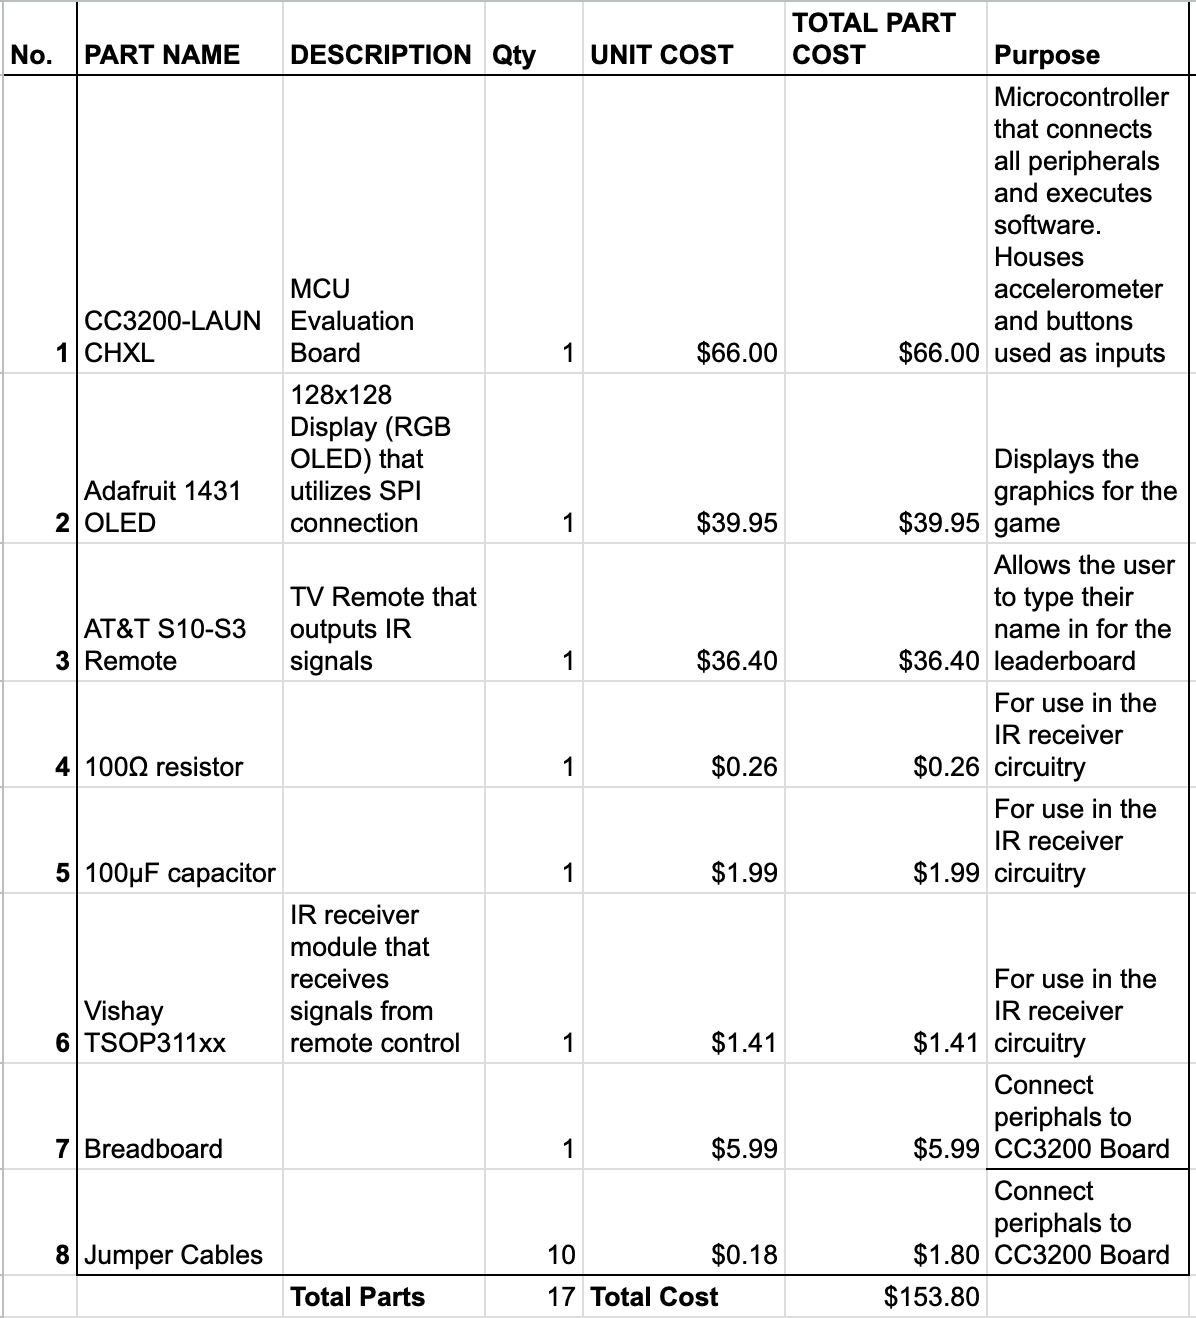 No. PART NAME DESCRIPTION Qty UNIT COST TOTAL PART COST Purpose
1 CC3200-LAUN CHXL MCU Evaluation Board 1 $66.00 $66.00 Microcontroller that connects all peripherals and executes software. Houses accelerometer and buttons used as inputs
2 Adafruit 1431 OLED 128x128 Display (RGB OLED) that utilizes SPI connection 1 $39.95 $39.95 Displays the graphics for the game
3 AT&T S10-S3 Remote TV Remote that outputs IR signals 1 $36.40 $36.40 Allows the user to type their name in for the leaderboard
4 100Ω resistor 1 $0.26 $0.26 For use in the IR receiver circuitry
5 100μF capacitor 1 $1.99 $1.99 For use in the IR receiver circuitry
6 Vishay TSOP311xx IR receiver module that receives signals from remote control 1 $1.41 $1.41 For use in the IR receiver circuitry
7 Breadboard 1 $5.99 $5.99 Connect periphals to CC3200 Board
8 Jumper Cables 10 $0.18 $1.80 Connect periphals to CC3200 Board
Total Parts 17 Total Cost $153.80